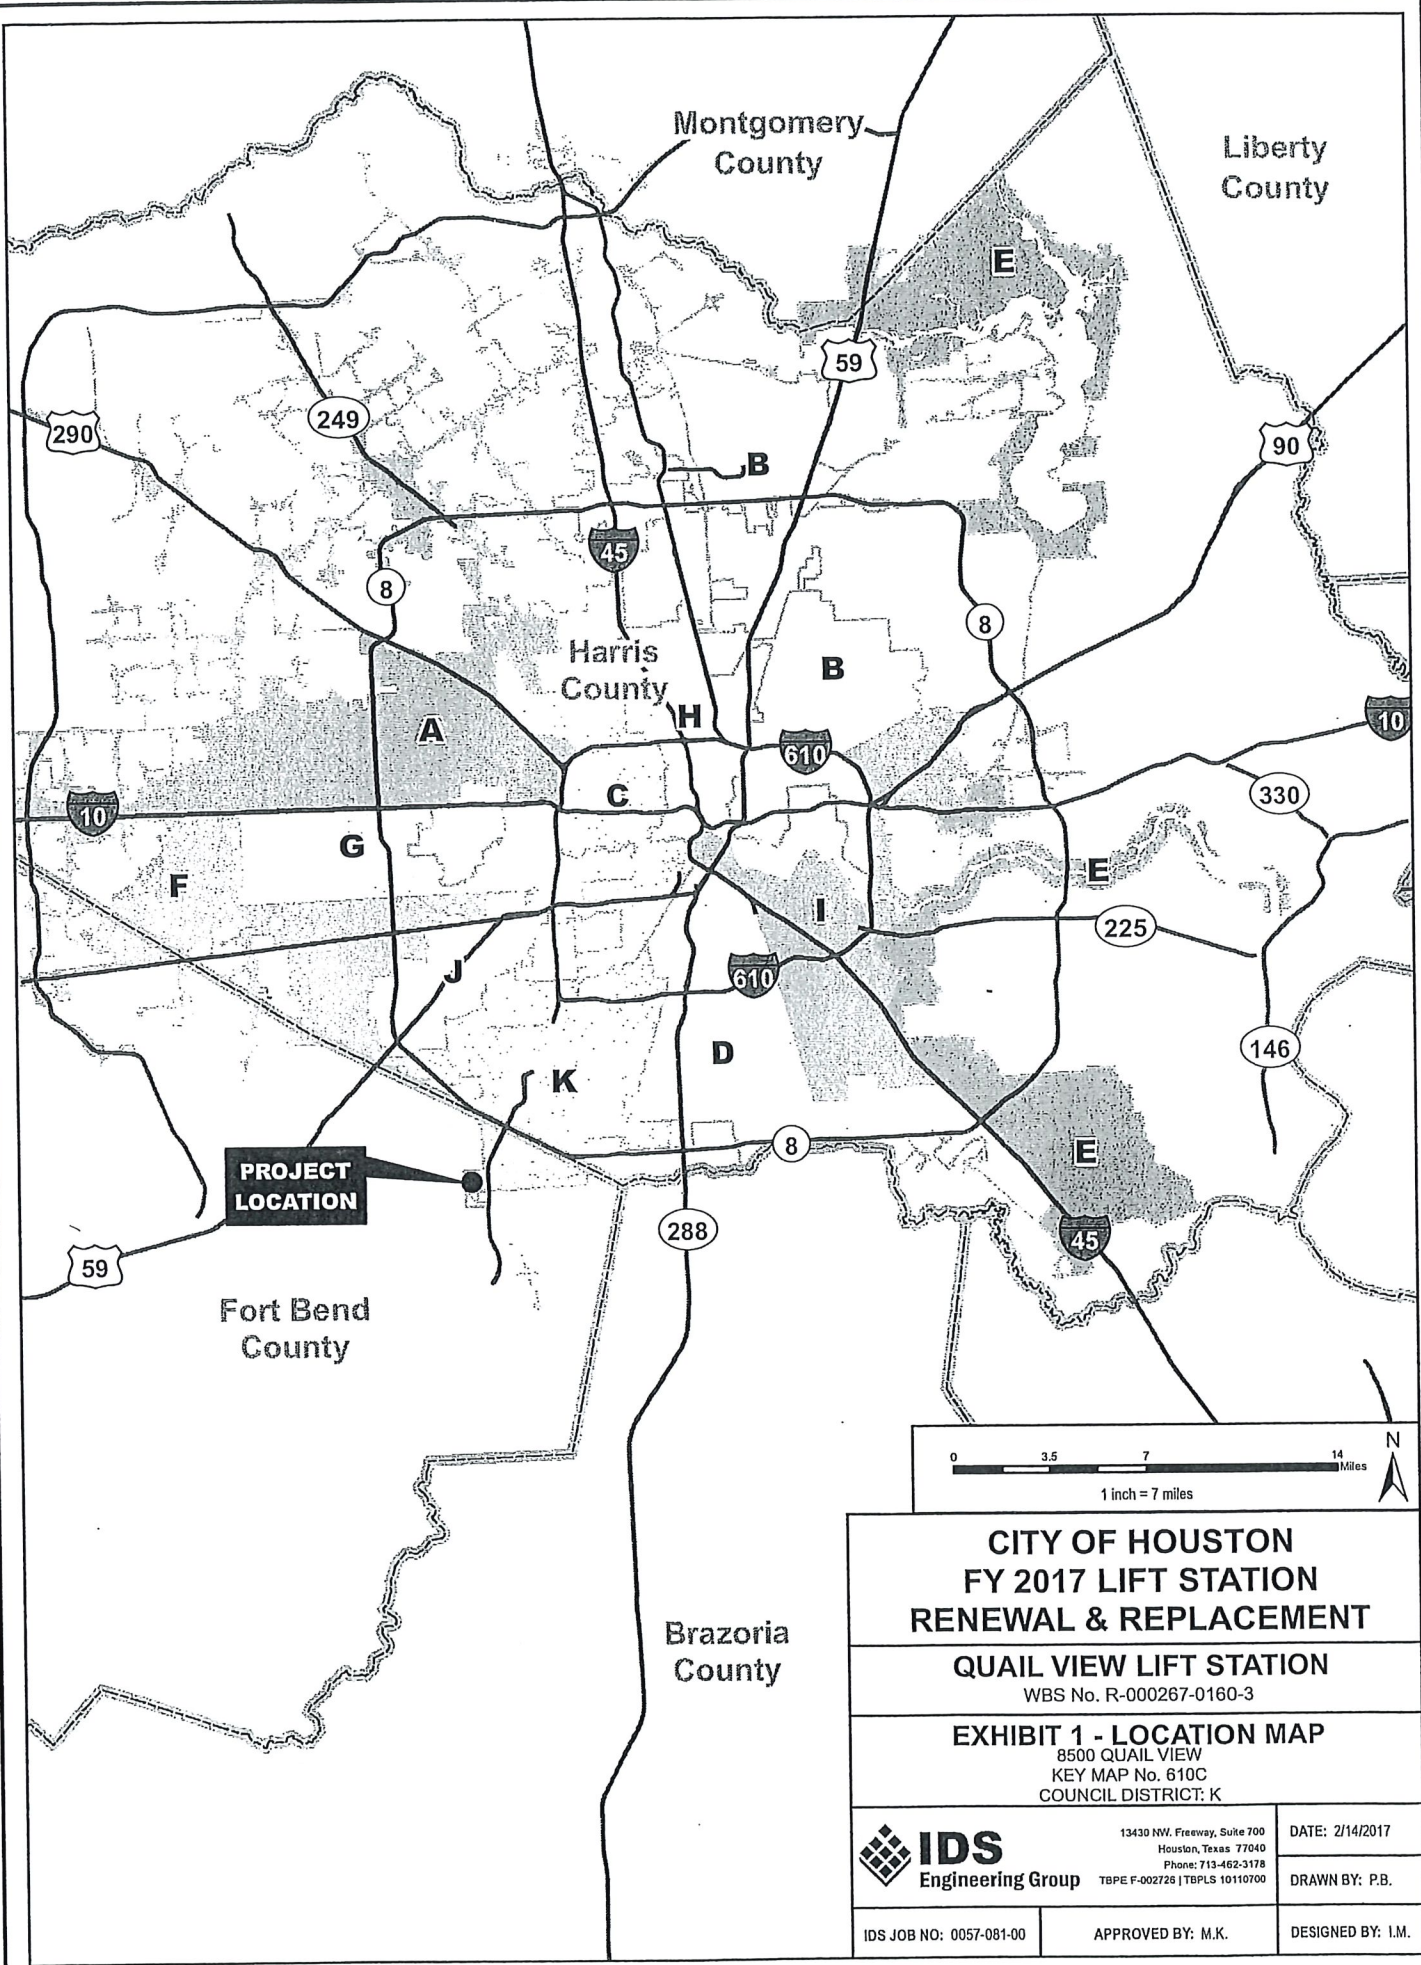 Montgomery
County
Liberty
County
E
59
249
290
90
B
45
8
8
Harris
County
B
H
A
10
610
C
10
330
G
F
E
I
225
J
610
D
146
K
8
E
PROJECT
LOCATION
288
45
59
Fort Bend
County
0 3.5 7 14
Miles
N
1 inch = 7 miles
CITY OF HOUSTON
FY 2017 LIFT STATION
RENEWAL & REPLACEMENT
Brazoria
County
QUAIL VIEW LIFT STATION
WBS No. R-000267-0160-3
EXHIBIT 1 - LOCATION MAP
8500 QUAIL VIEW
KEY MAP No. 610C
COUNCIL DISTRICT: K
IDS
Engineering Group
13430 NW. Freeway, Suite 700
Houston, Texas 77040
Phone: 713-462-3178
TBPE F-002726 | TBPLS 10110700
DATE: 2/14/2017
DRAWN BY: P.B.
IDS JOB NO: 0057-081-00
APPROVED BY: M.K.
DESIGNED BY: I.M.